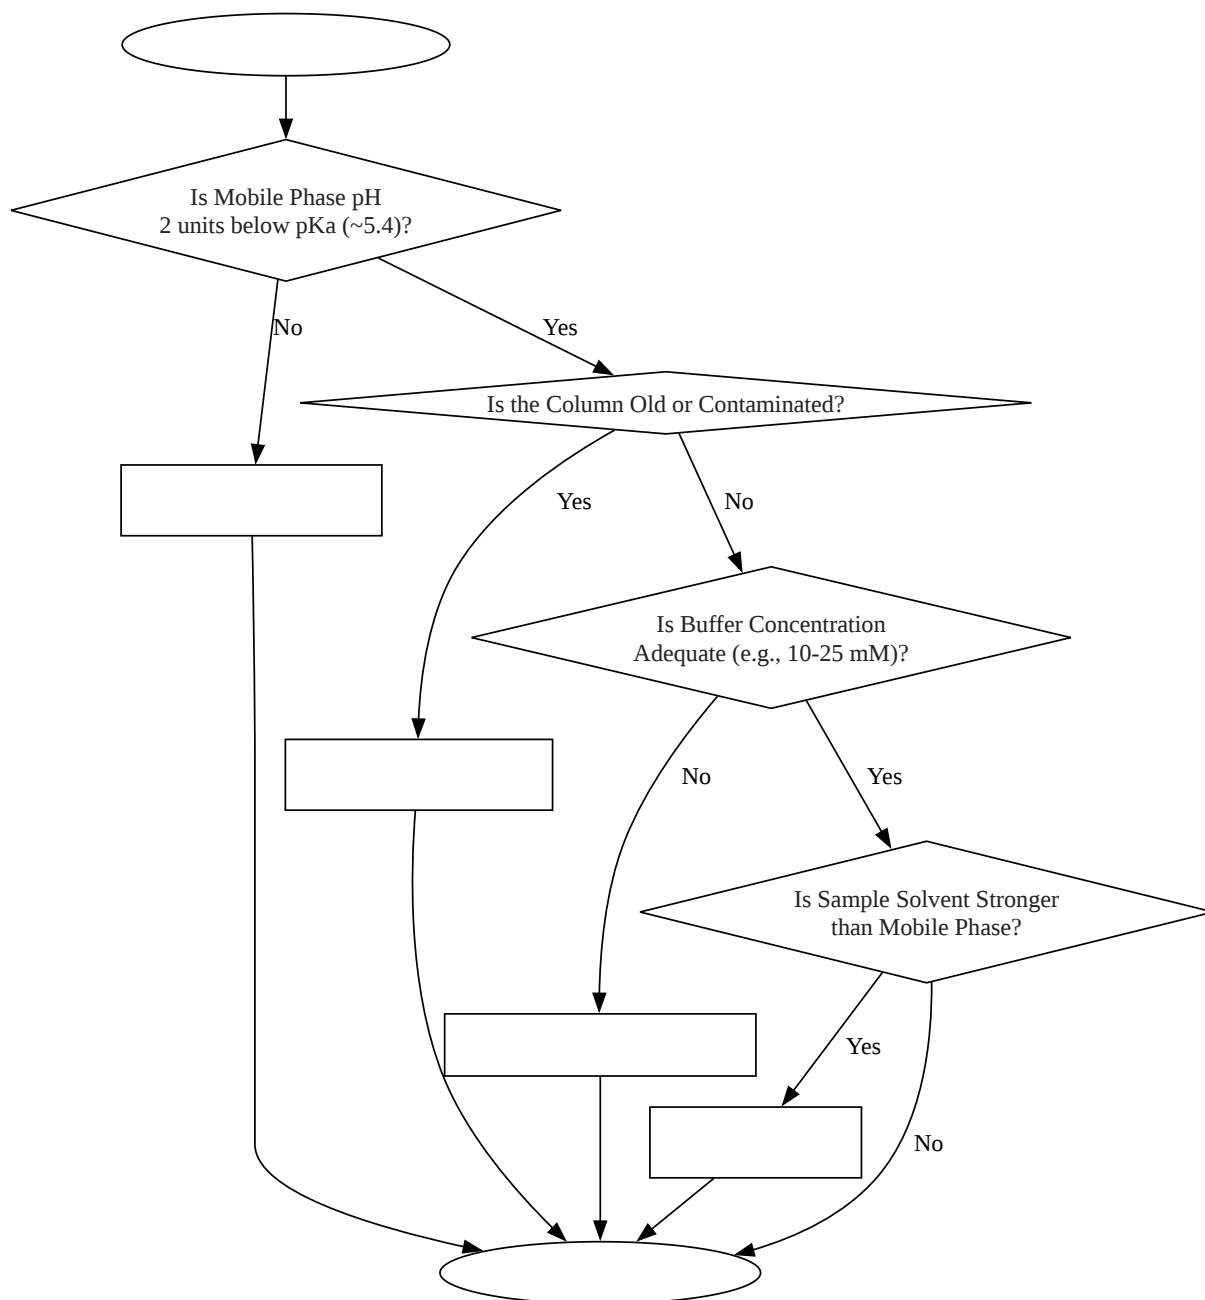 Is Mobile Phase pH
2 units below pKa (~5.4)?
No
Yes
Is the Column Old or Contaminated?
Yes
No
Is Buffer Concentration
Adequate (e.g., 10-25 mM)?
No
Yes
Is Sample Solvent Stronger
than Mobile Phase?
Yes
No